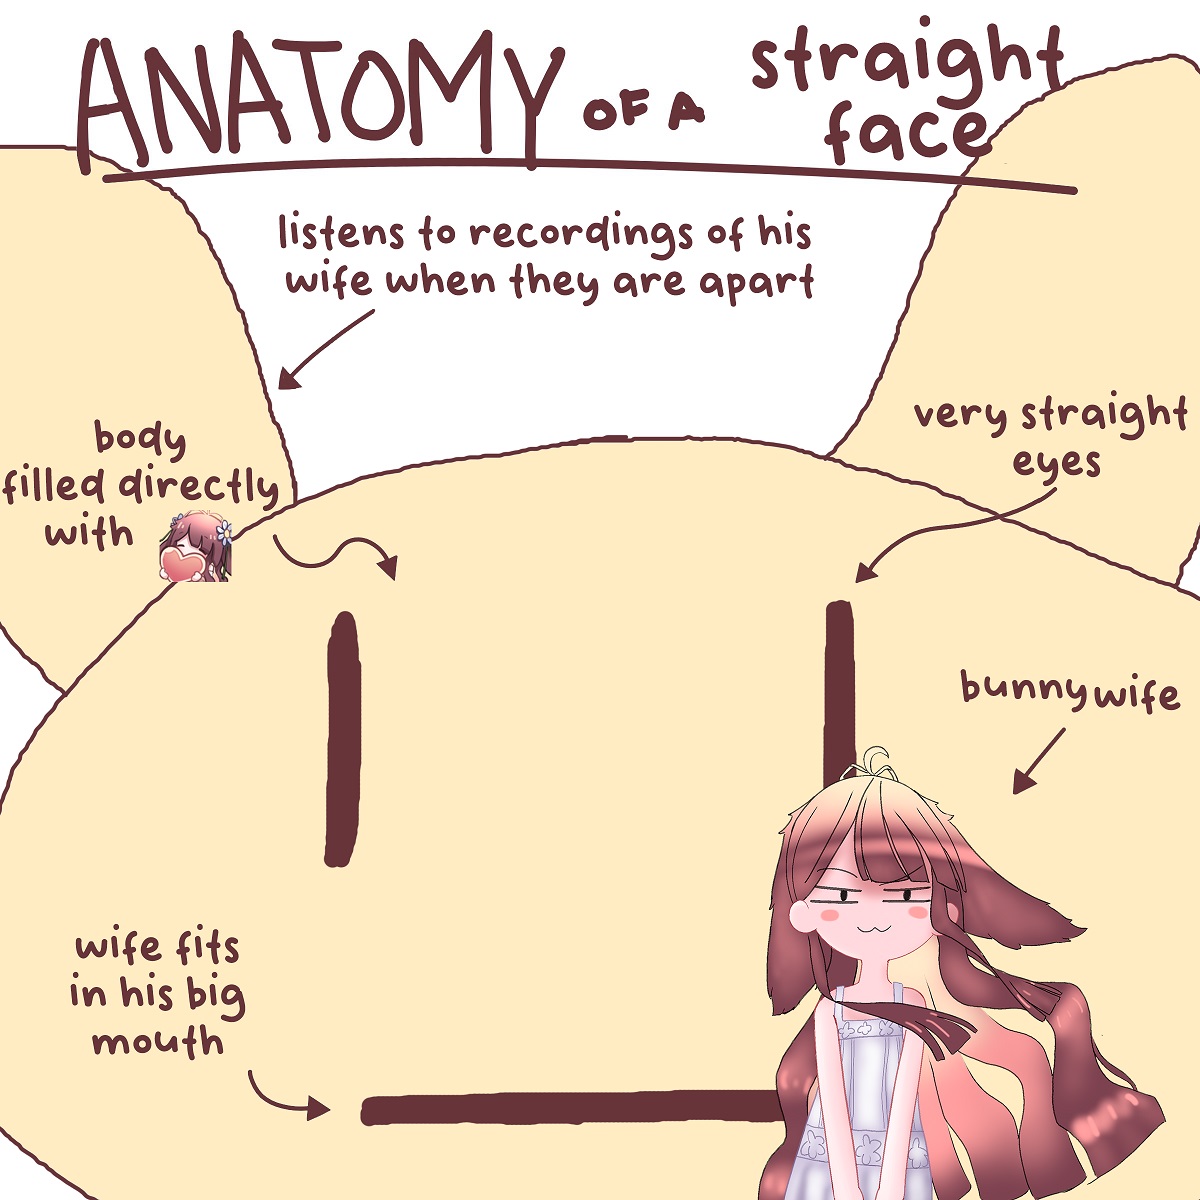 ANATOMY OF A straight
face
listens to recordings of his
wife when they are apart
very straight
eyes
body
filled directly
with
bunnywife
wife fits
in his big
mouth